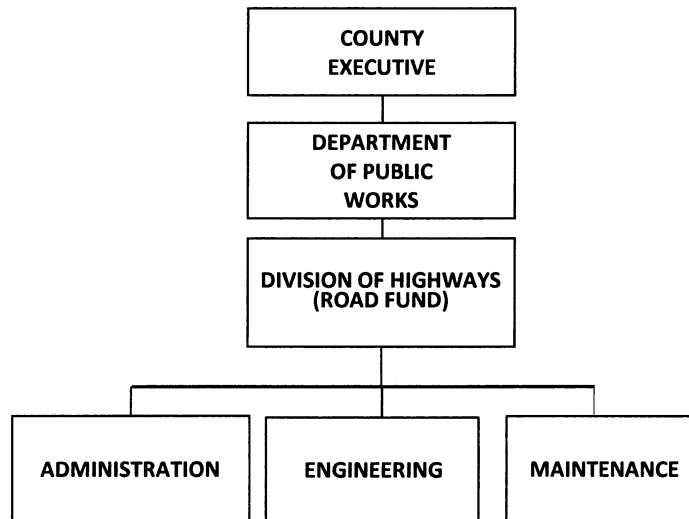 COUNTY
EXECUTIVE
DEPARTMENT
OF PUBLIC
WORKS
DIVISION OF HIGHWAYS
(ROAD FUND)
ADMINISTRATION
ENGINEERING
MAINTENANCE